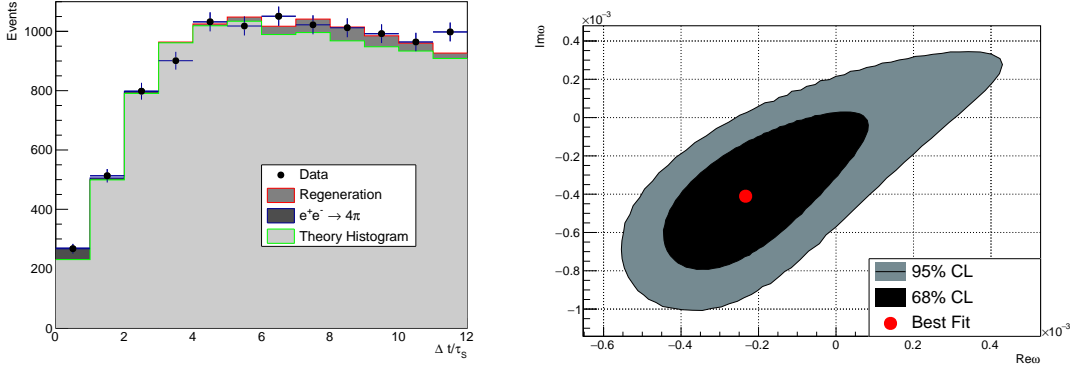 Events
1000
800
600
400
200
0
0 2 4 6 8 10 12
Δ t/τS
Data
Regeneration
e+e- → 4π
Theory Histogram
Imω
×10−3
0.4
0.2
0
−0.2
−0.4
−0.6
−0.8
−1
−0.6 −0.4 −0.2 0 0.2 0.4
×10−3
Reω
95% CL
68% CL
Best Fit